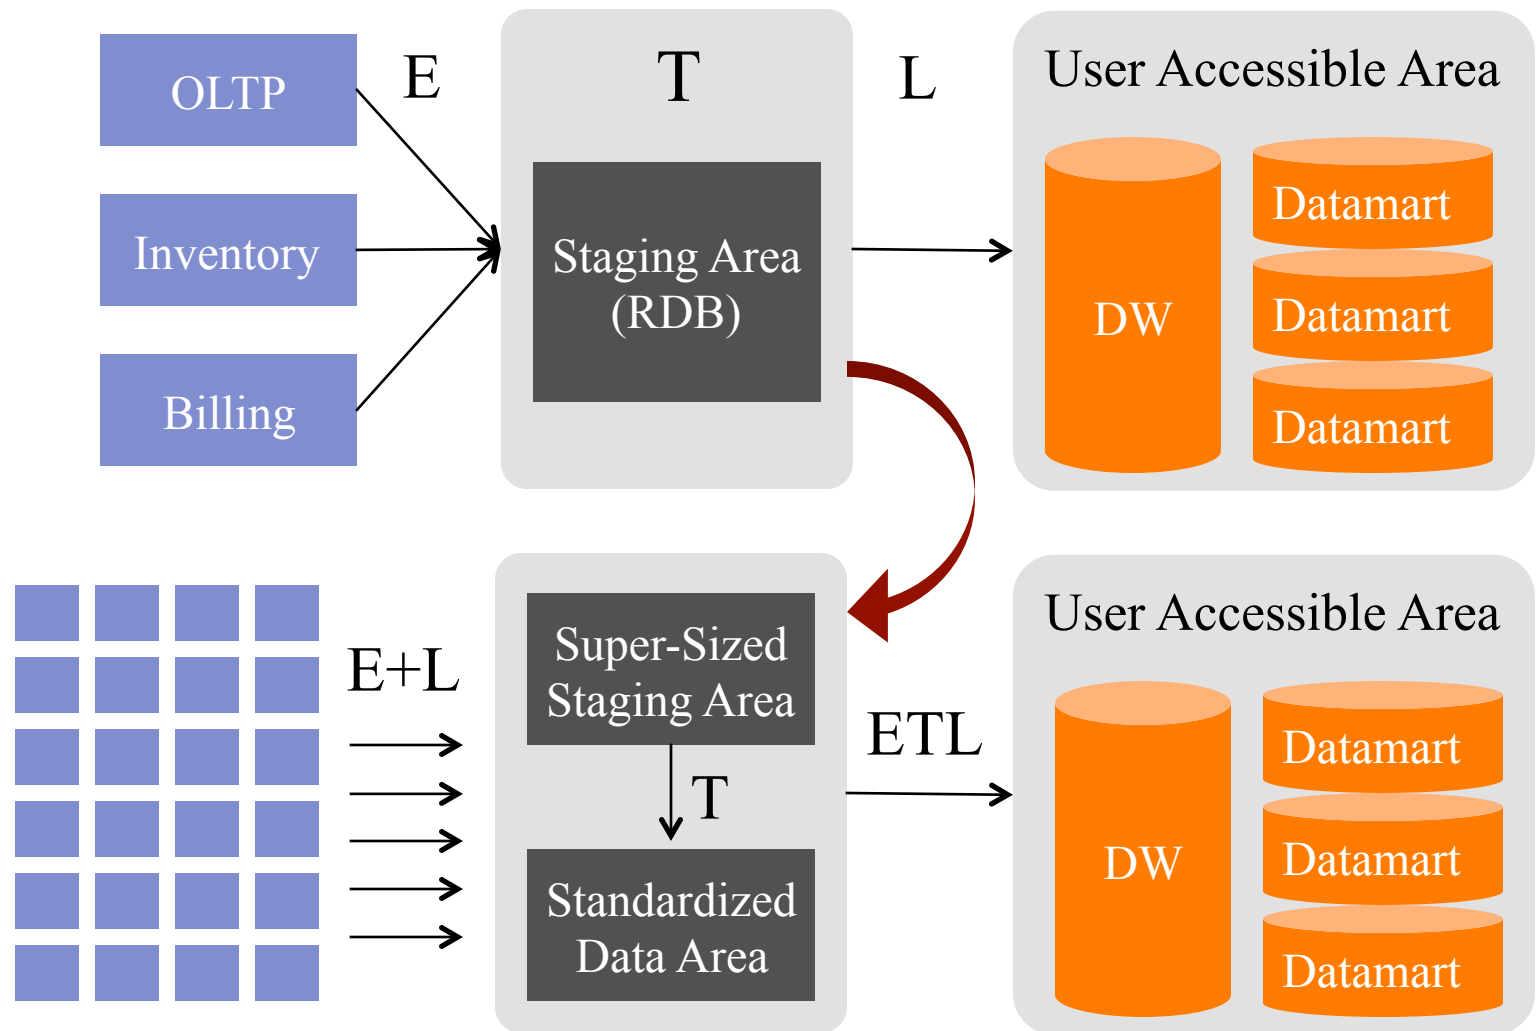 OLTP
E
Inventory
Billing
T
Staging Area
(RDB)
L
User Accessible Area
DW
Datamart
Datamart
Datamart
E+L
Super-Sized
Staging Area
T
Standardized
Data Area
ETL
User Accessible Area
DW
Datamart
Datamart
Datamart